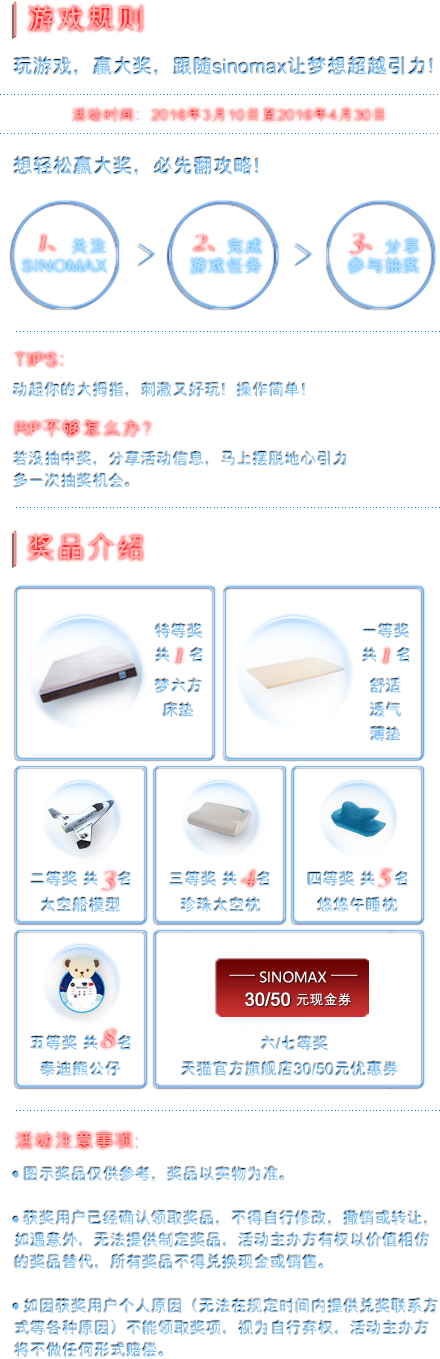 游戏规则
玩游戏，赢大奖，跟随sinomax让梦想超越引力！
活动时间：2016年3月10日至2016年4月30日
想轻松赢大奖，必先翻攻略！
1、关注
SINOMAX
>
2、完成
游戏任务
>
3、分享
参与抽奖
TIPS：
动起你的大拇指，刺激又好玩！操作简单！
RP不够怎么办？
若没抽中奖，分享活动信息，马上摆脱地心引力
多一次抽奖机会。
奖品介绍
特等奖
共1名
梦六方
床垫
一等奖
共1名
舒适
透气
薄垫
二等奖 共3名
太空船模型
三等奖 共4名
珍珠太空枕
四等奖 共5名
悠悠午睡枕
五等奖 共8名
泰迪熊公仔
SINOMAX
30/50 元现金券
六/七等奖
天猫官方旗舰店30/50元优惠券
活动注意事项：
•图示奖品仅供参考，奖品以实物为准。
•获奖用户已经确认领取奖品，不得自行修改，撤销或转让，
如遇意外，无法提供制定奖品，活动主办方有权以价值相仿
的奖品替代，所有奖品不得兑换现金或销售。
•如因获奖用户个人原因（无法在规定时间内提供兑奖联系方
式等各种原因）不能领取奖项，视为自行弃权，活动主办方
将不做任何形式赔偿。